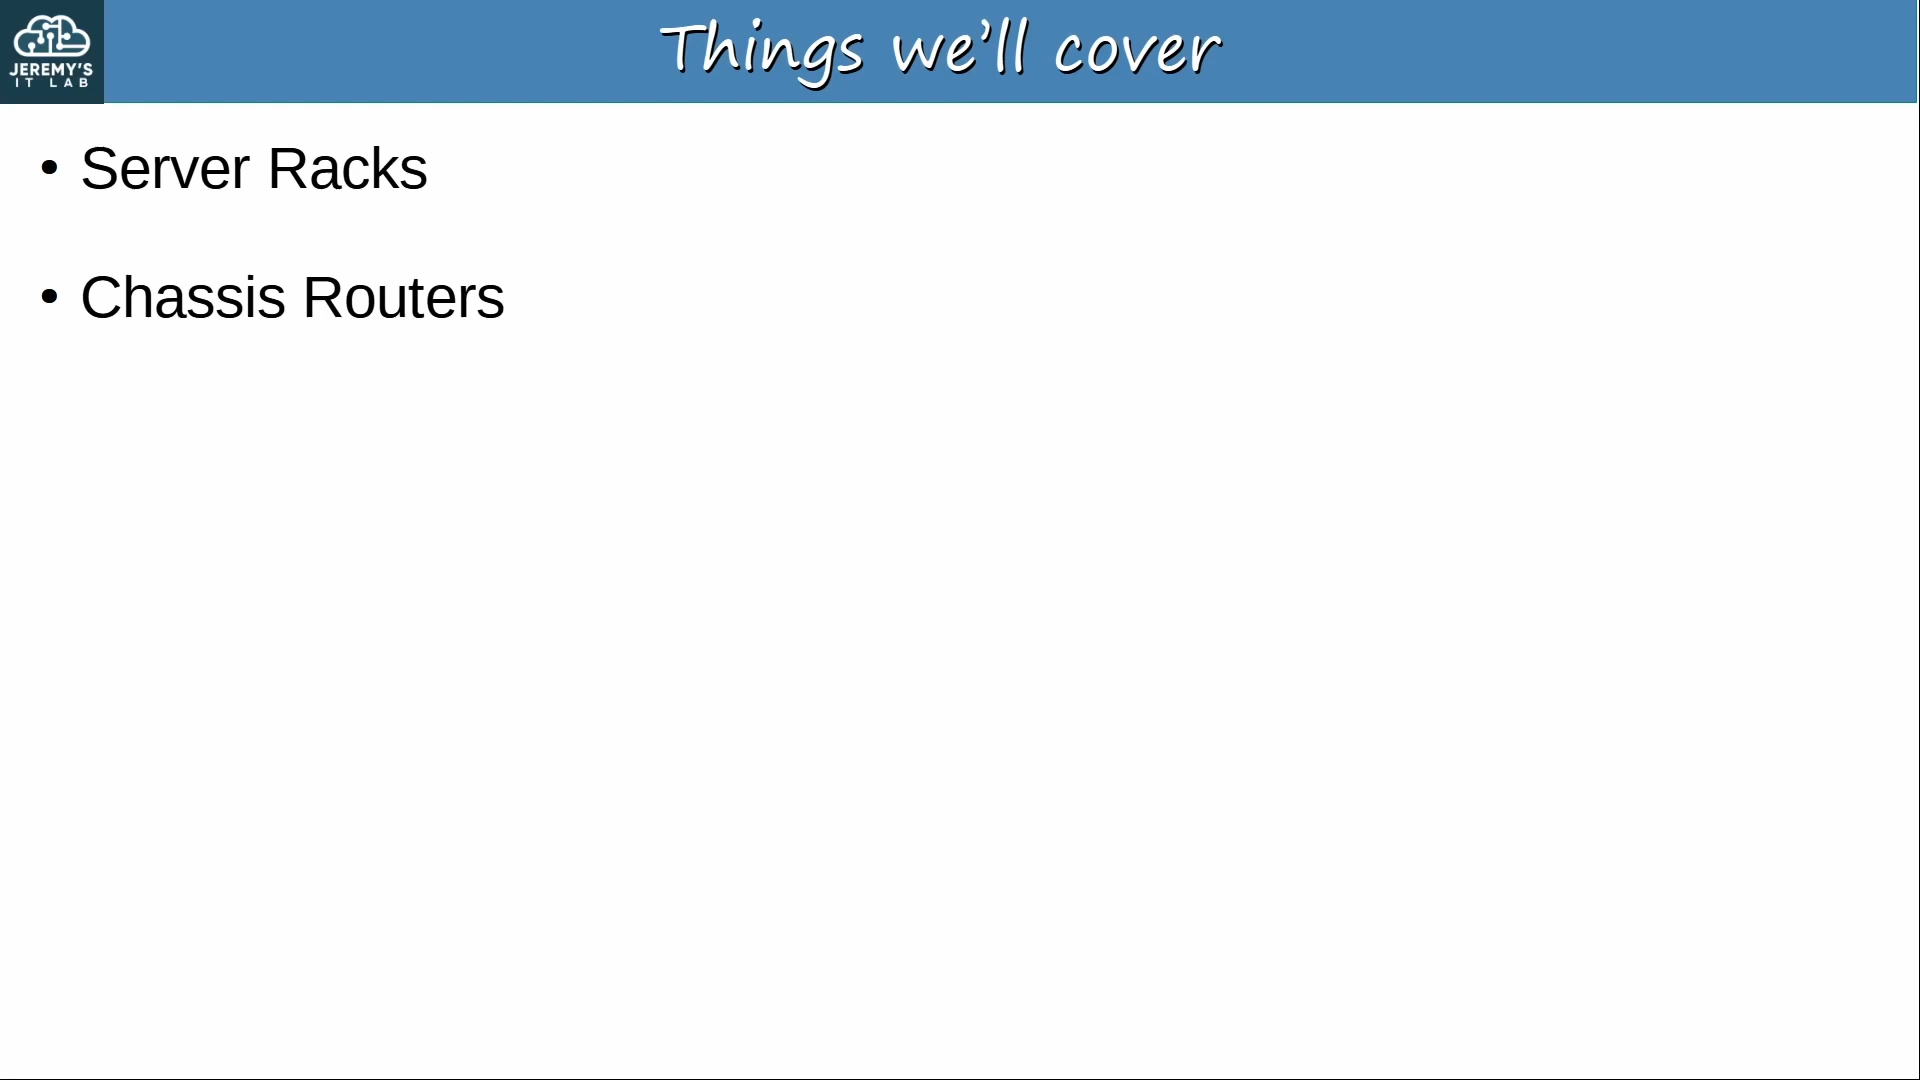 JEREMY'S
IT LAB
Things we'll cover
• Server Racks
• Chassis Routers